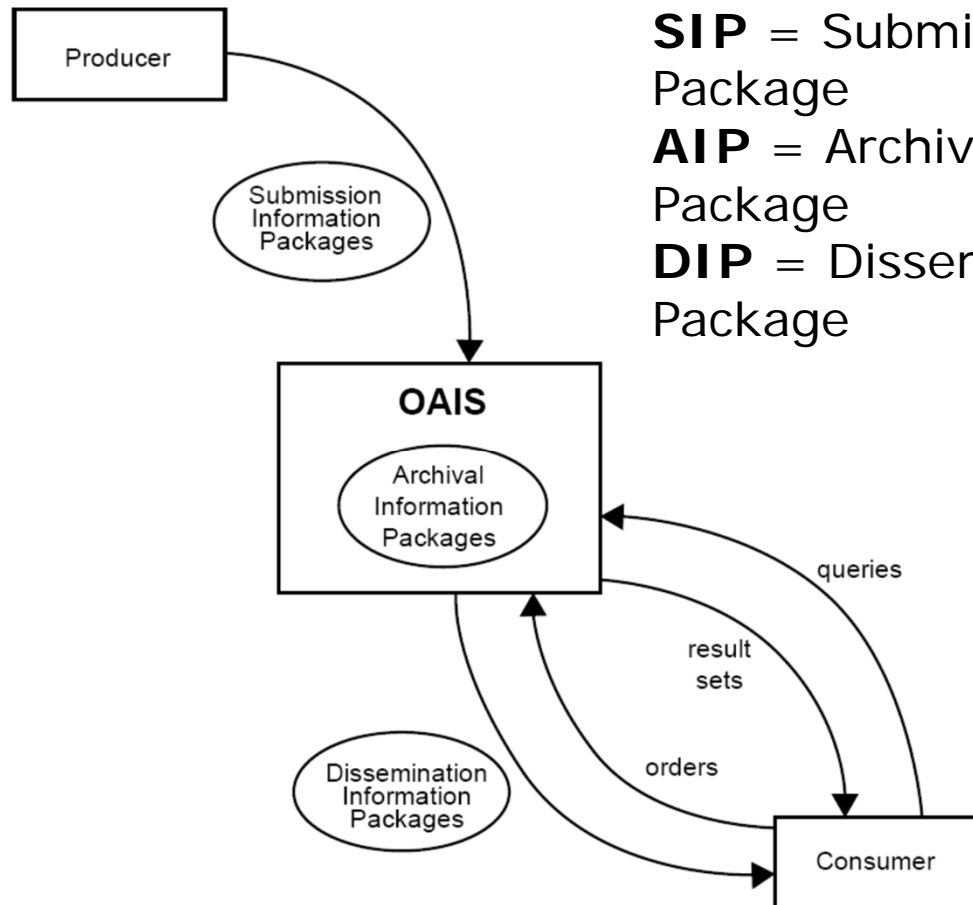 Producer
SIP = Submi
Package
AIP = Archiv
Package
DIP = Disser
Package
Submission
Information
Packages
OAIS
Archival
Information
Packages
queries
result
sets
orders
Dissemination
Information
Packages
Consumer